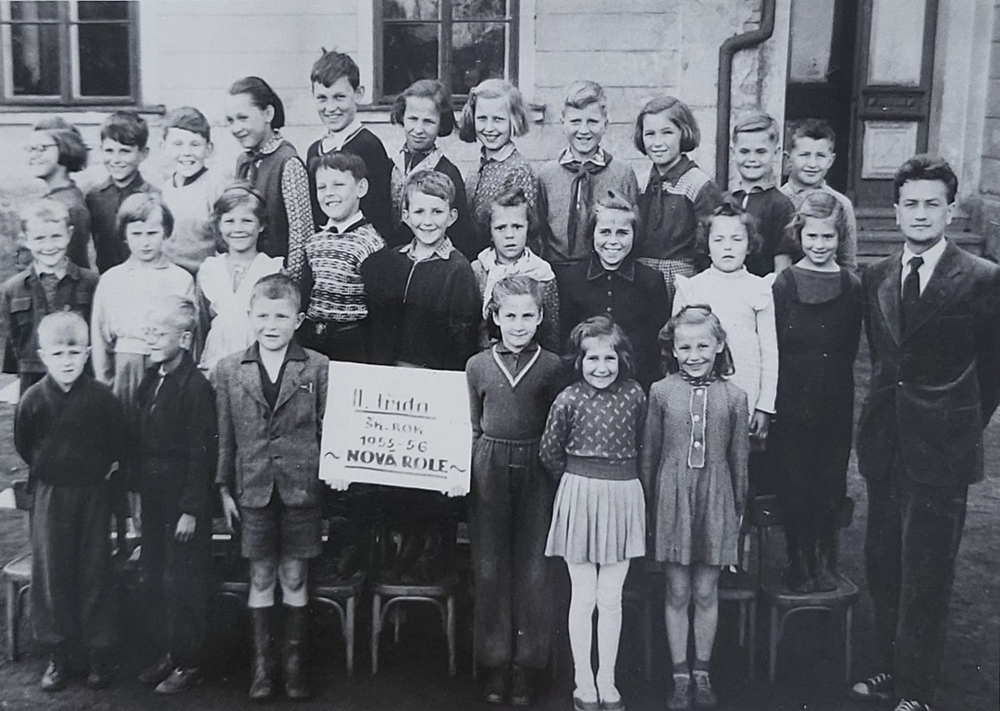 II. třída
ŠK. ROK
1955-56
~ NOVÁ ROLE ~